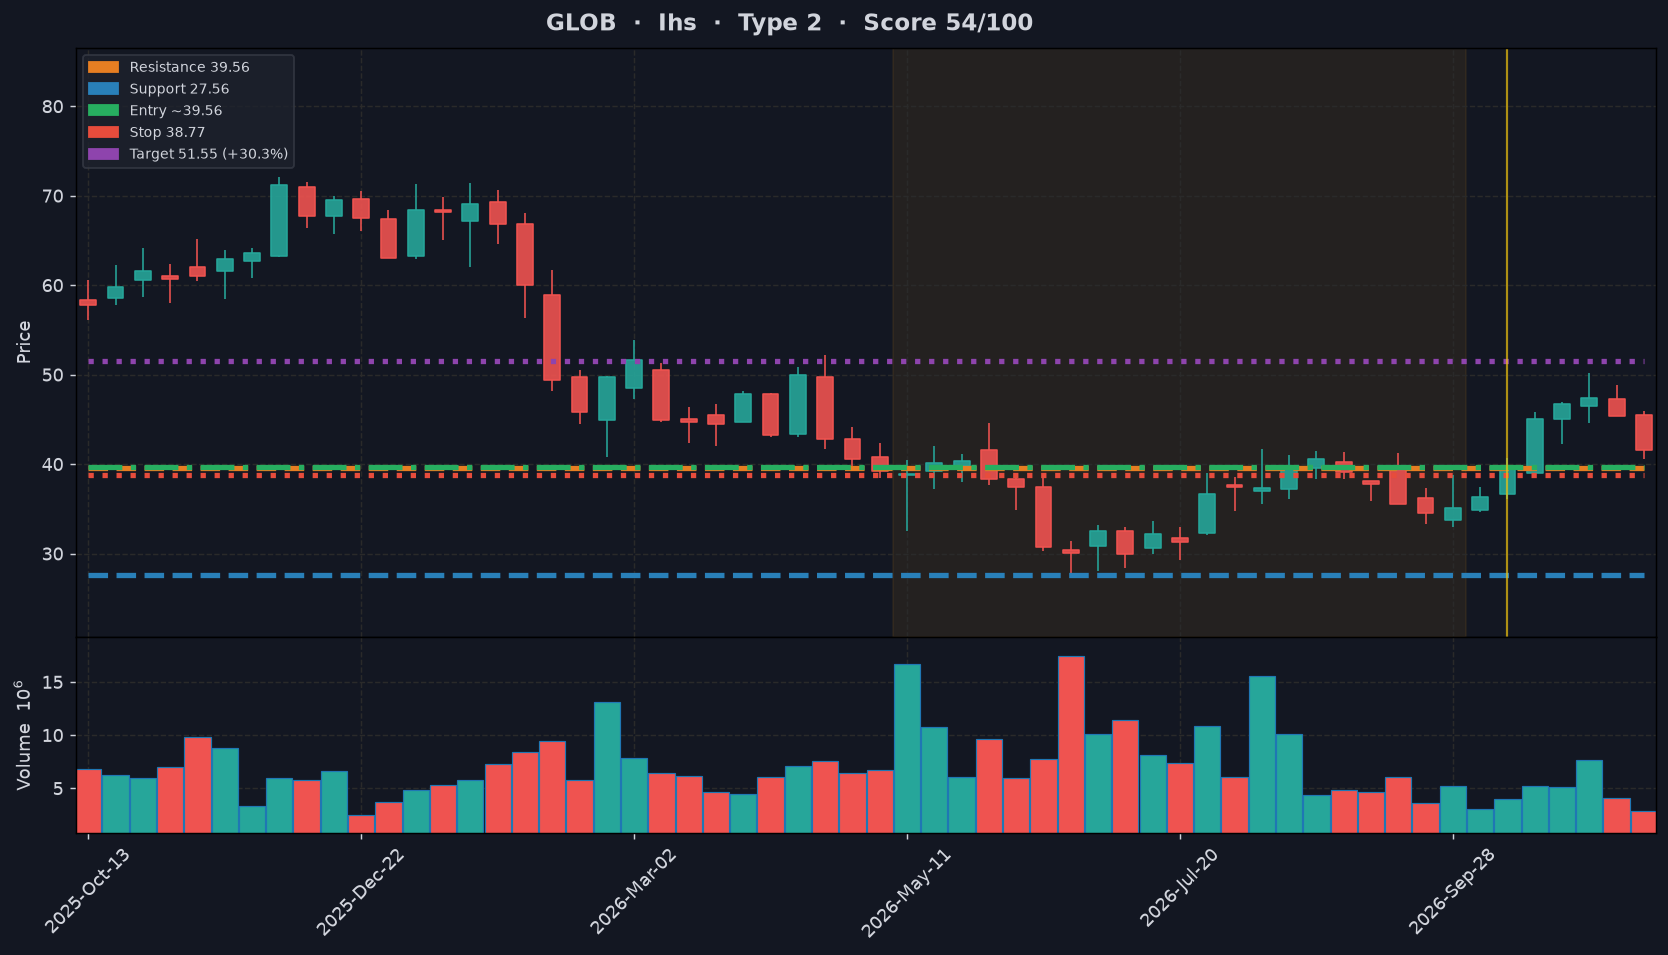 GLOB · Ihs · Type 2 · Score 54/100
Resistance 39.56
Support 27.56
Entry ~39.56
Stop 38.77
Target 51.55 (+30.3%)
Price
80
70
60
50
40
30
Volume 10⁶
15
10
5
2025-Oct-13
2025-Dec-22
2026-Mar-02
2026-May-11
2026-Jul-20
2026-Sep-28